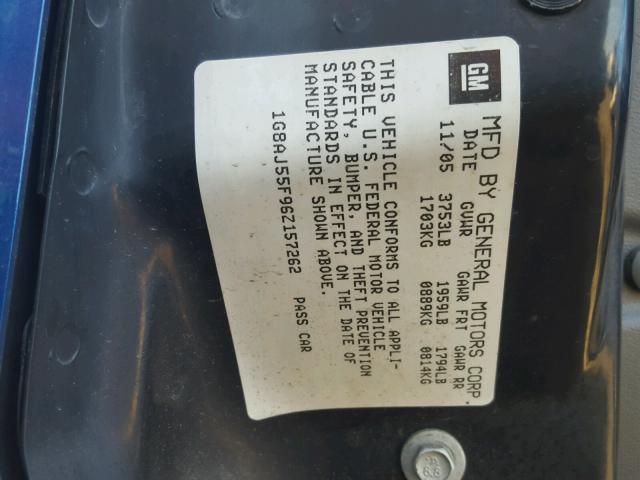 GM MFD BY GENERAL MOTORS CORP.
DATE GVWR GAWR FRT GAWR RR
11/05 3753LB 1959LB 1794LB
1703KG 0889KG 0814KG
THIS VEHICLE CONFORMS TO ALL APPLI-
CABLE U.S. FEDERAL MOTOR VEHICLE
SAFETY, BUMPER, AND THEFT PREVENTION
STANDARDS IN EFFECT ON THE DATE OF
MANUFACTURE SHOWN ABOVE.
1G8AJ55F96Z157262 PASS CAR
8.8